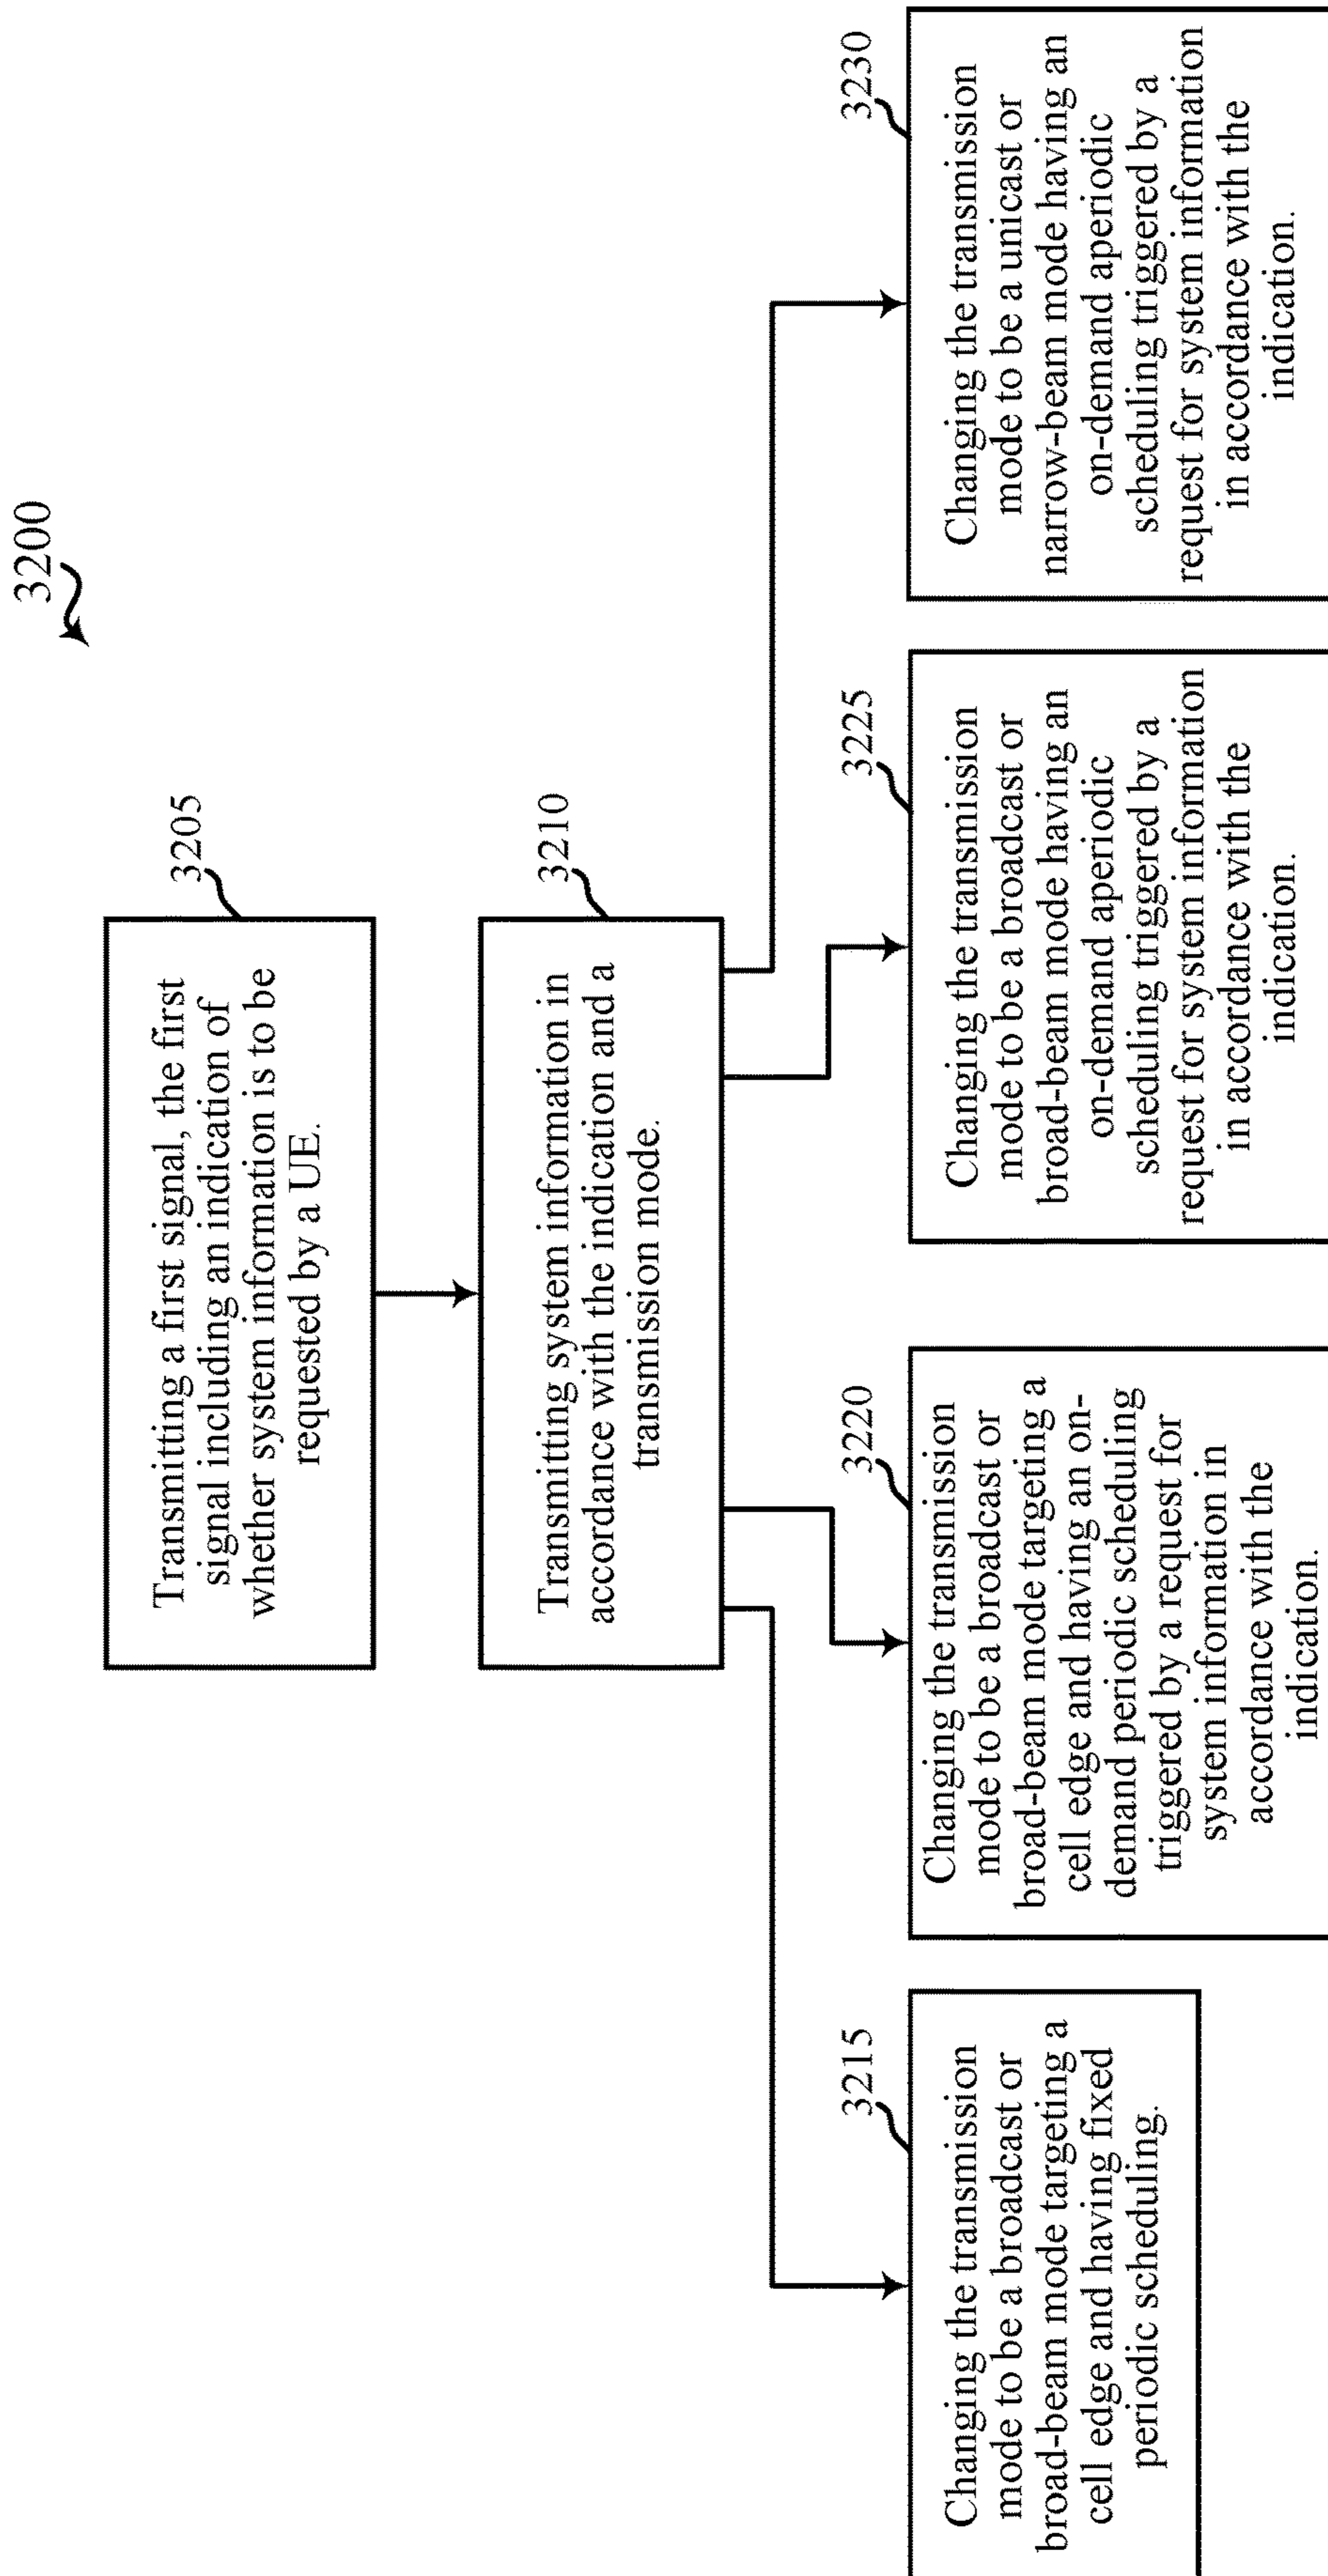 3200
3205
Transmitting a first signal, the first
signal including an indication of
whether system information is to be
requested by a UE.
3210
Transmitting system information in
accordance with the indication and a
transmission mode.
3215
Changing the transmission
mode to be a broadcast or
broad-beam mode targeting a
cell edge and having fixed
periodic scheduling.
3220
Changing the transmission
mode to be a broadcast or
broad-beam mode targeting a
cell edge and having an on-
demand periodic scheduling
triggered by a request for
system information in
accordance with the
indication.
3225
Changing the transmission
mode to be a broadcast or
broad-beam mode having an
on-demand aperiodic
scheduling triggered by a
request for system information
in accordance with the
indication.
3230
Changing the transmission
mode to be a unicast or
narrow-beam mode having an
on-demand aperiodic
scheduling triggered by a
request for system information
in accordance with the
indication.